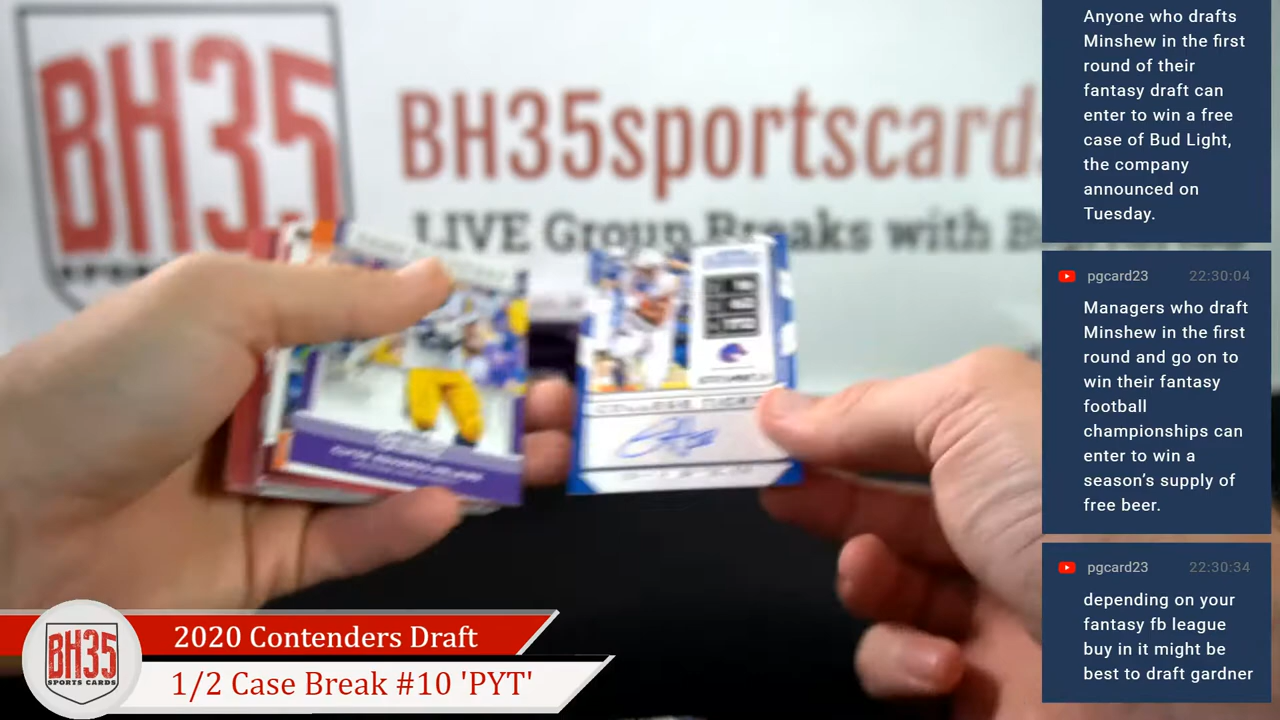 BH35
BH35sportscards
LIVE Group Breaks with
Anyone who drafts
Minshew in the first
round of their
fantasy draft can
enter to win a free
case of Bud Light,
the company
announced on
Tuesday.
pgcard23 22:30:04
Managers who draft
Minshew in the first
round and go on to
win their fantasy
football
championships can
enter to win a
season's supply of
free beer.
pgcard23 22:30:34
depending on your
fantasy fb league
buy in it might be
best to draft gardner
COLLEGE TICKET
BH35
SPORTS CARDS
2020 Contenders Draft
1/2 Case Break #10 'PYT'